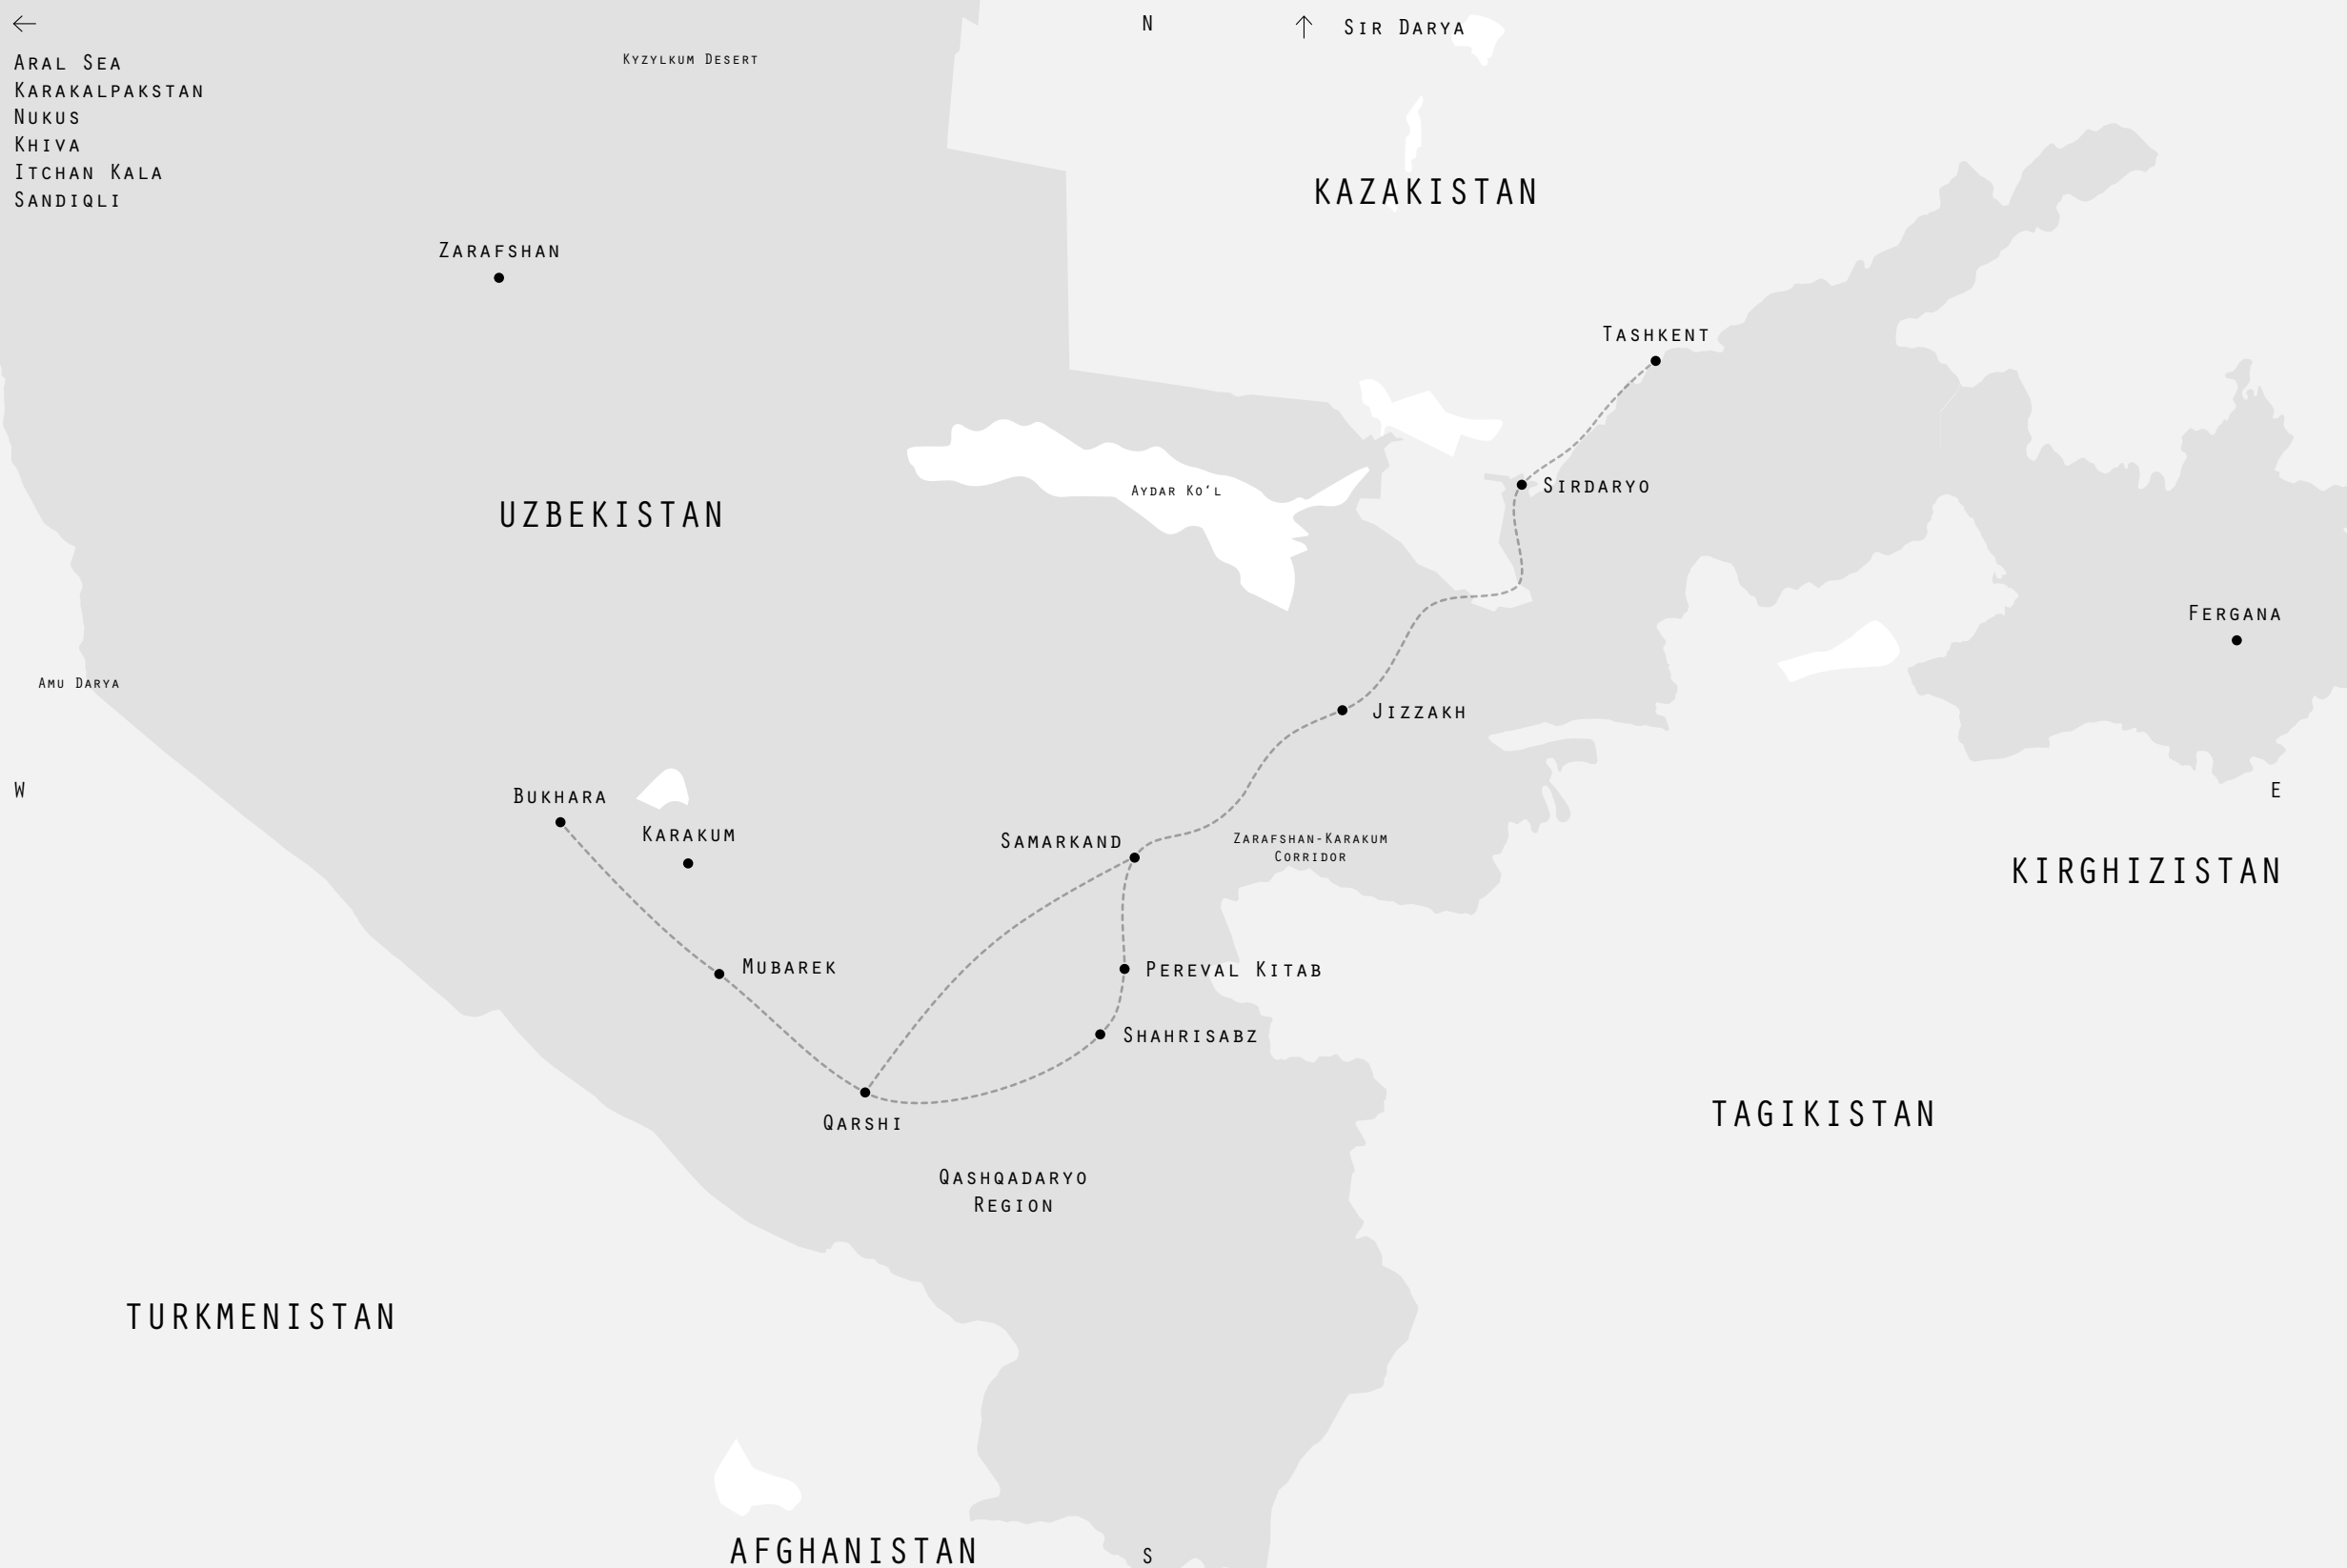 N
Sir Darya
Aral Sea
Karakalpakstan
Nukus
Khiva
Itchan Kala
Sandiqli
Kyzylkum Desert
KAZAKISTAN
Zarafshan
Tashkent
Sirdaryo
Aydar Ko‘l
UZBEKISTAN
Fergana
Amu Darya
Jizzakh
W
E
Bukhara
Karakum
Samarkand
Zarafshan-Karakum
Corridor
KIRGHIZISTAN
Mubarek
Pereval Kitab
Shahrisabz
Qarshi
TAGIKISTAN
Qashqadaryo
Region
TURKMENISTAN
AFGHANISTAN
S